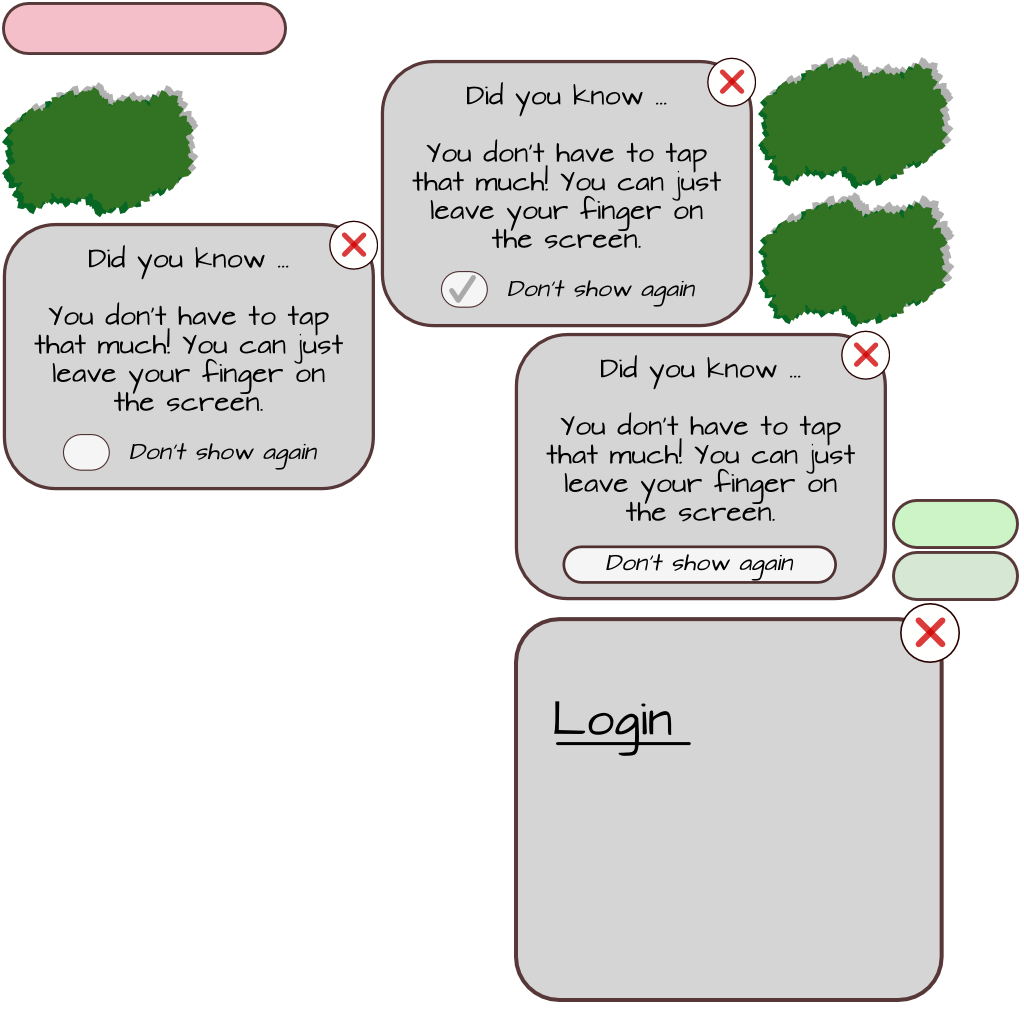 Did you know ...
You don't have to tap
that much! You can just
leave your finger on
the screen.
Don't show again
Did you know ...
You don't have to tap
that much! You can just
leave your finger on
the screen.
Don't show again
Did you know ...
You don't have to tap
that much! You can just
leave your finger on
the screen.
Don't show again
Login